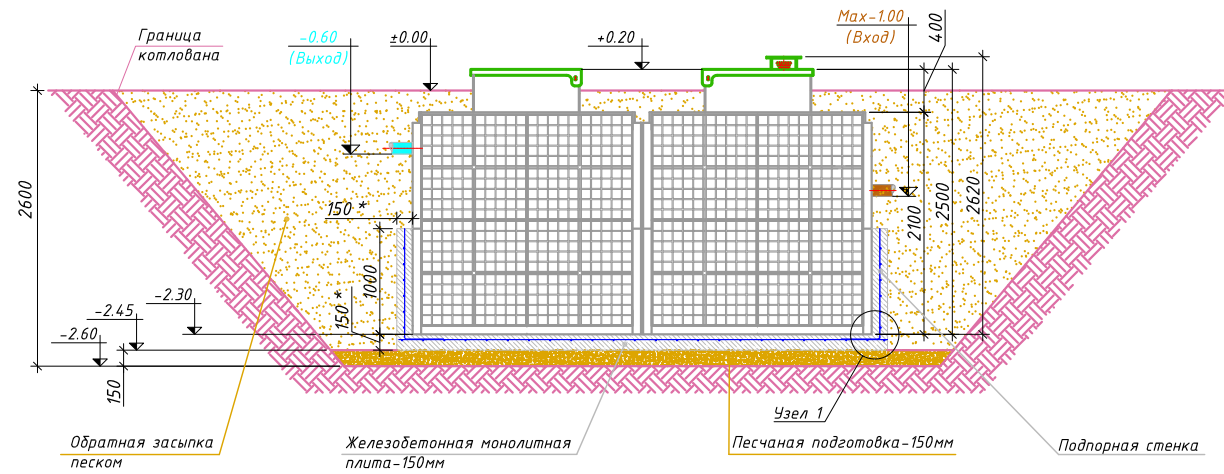 Граница
котлована
-0.60
(Выход)
±0.00
+0.20
Max-1.00
(Вход)
400
2600
150 *
1000
150 *
2100
2500
2620
-2.30
-2.45
-2.60
150
Узел 1
Обратная засыпка
песком
Железобетонная монолитная
плита-150мм
Песчаная подготовка-150мм
Подпорная стенка